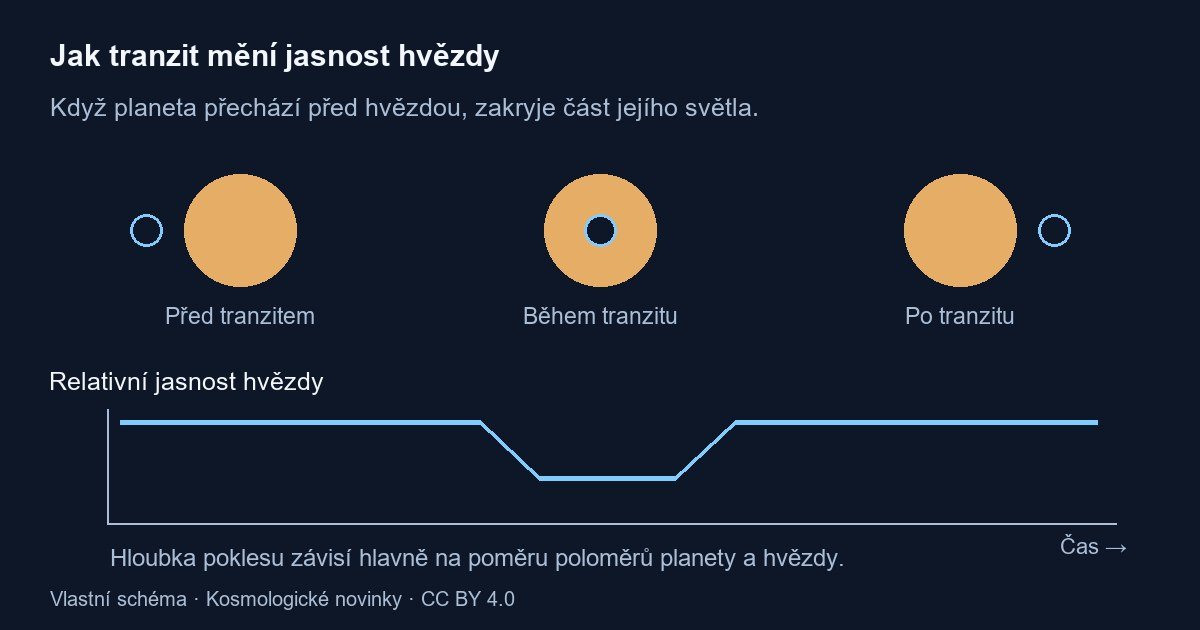 Jak tranzit mění jasnost hvězdy
Když planeta přechází před hvězdou, zakryje část jejího světla.
Před tranzitem
Během tranzitu
Po tranzitu
Relativní jasnost hvězdy
Čas →
Hloubka poklesu závisí hlavně na poměru poloměrů planety a hvězdy.
Vlastní schéma · Kosmologické novinky · CC BY 4.0